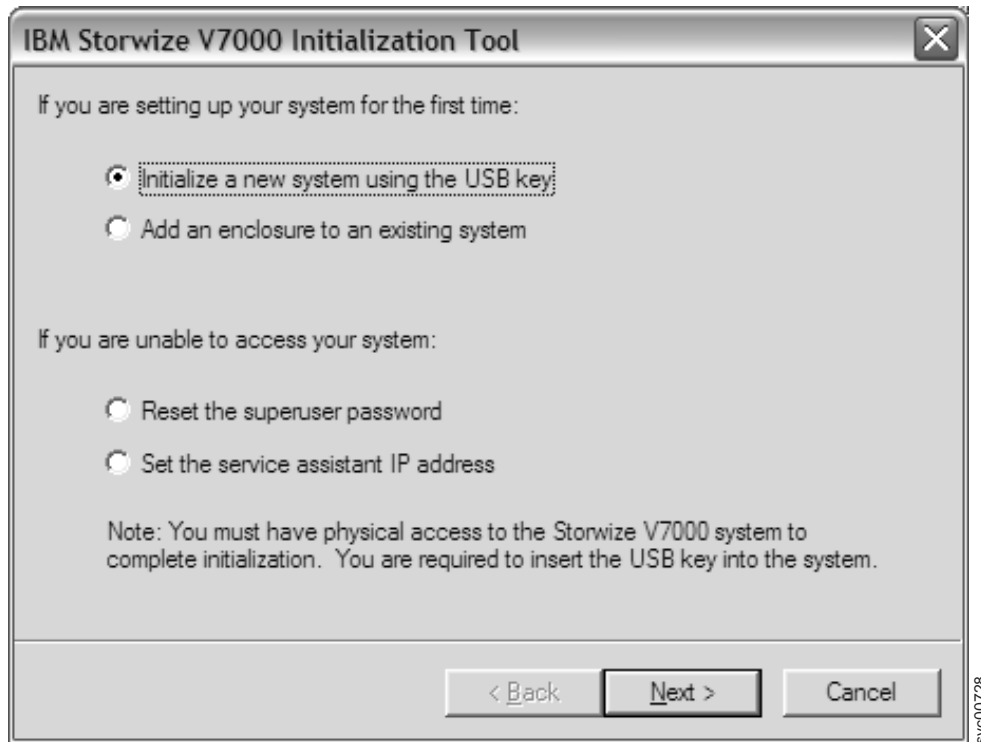 IBM Storwize V7000 Initialization Tool
If you are setting up your system for the first time:
Initialize a new system using the USB key
Add an enclosure to an existing system
If you are unable to access your system:
Reset the superuser password
Set the service assistant IP address
Note: You must have physical access to the Storwize V7000 system to
complete initialization. You are required to insert the USB key into the system.
< Back
Next >
Cancel
svc00728